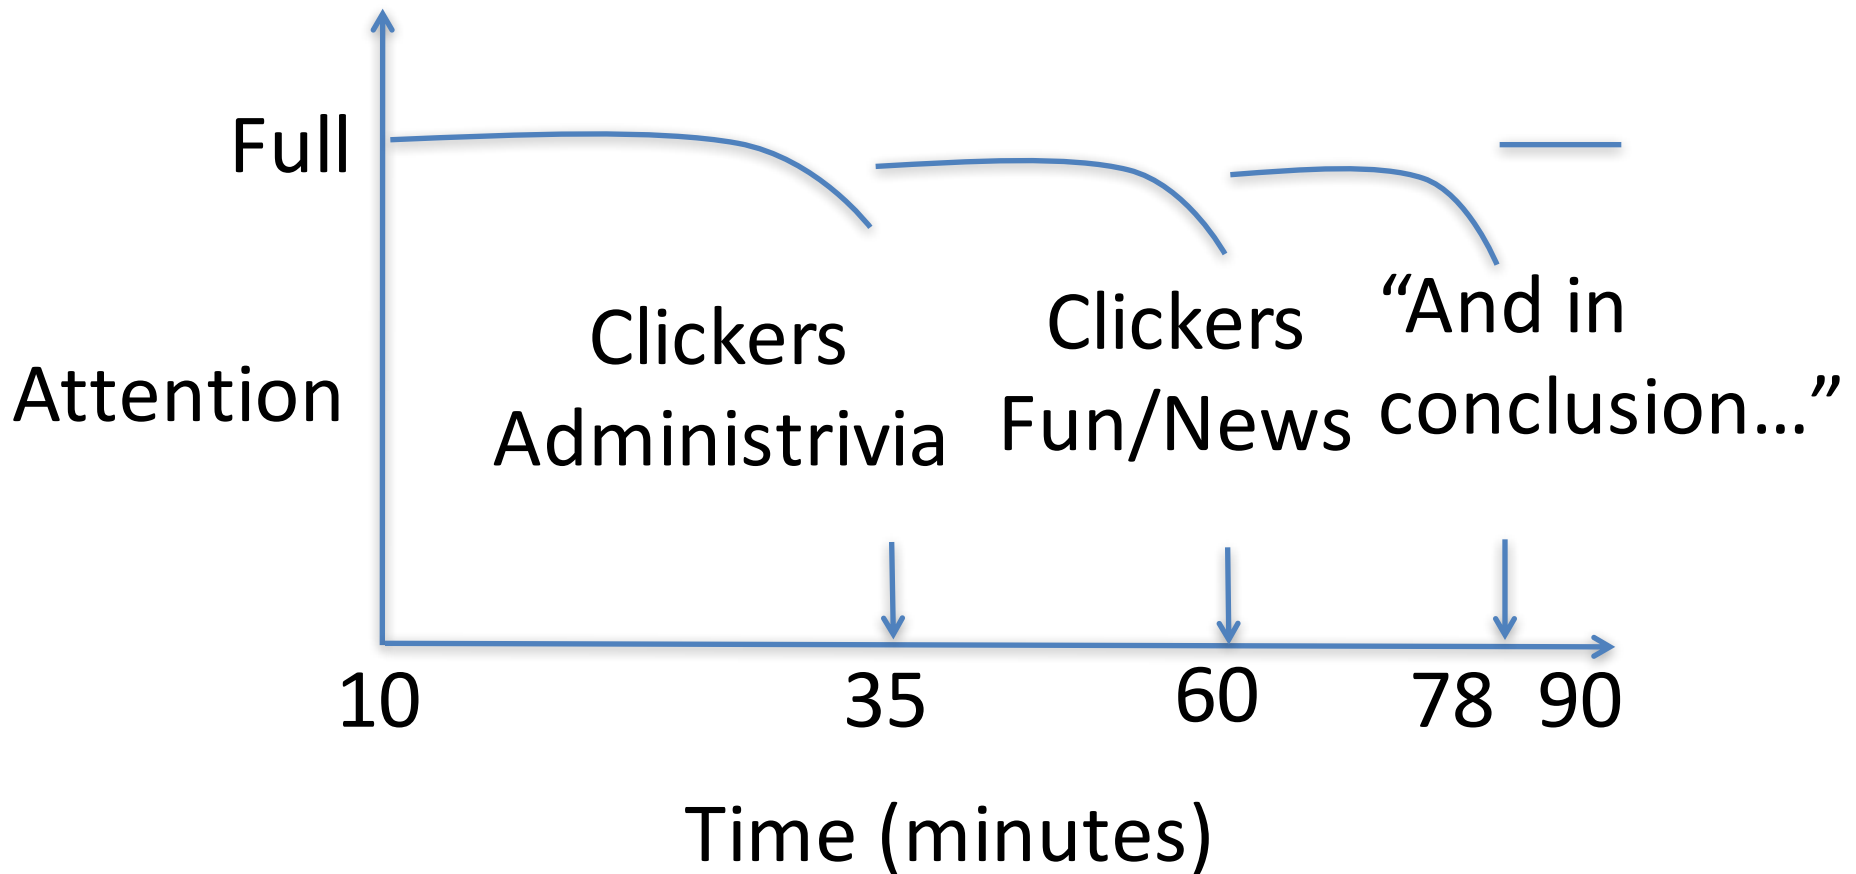 Full
Attention
Clickers
Administrivia
Clickers
Fun/News
“And in
conclusion…”
10 35 60 78 90
Time (minutes)